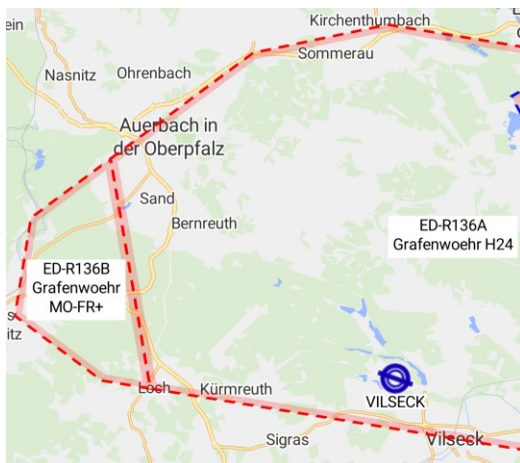 Kirchenthumbach
Sommerau
Ohrenbach
Nasnitz
Auerbach in
der Oberpfalz
Sand
Bernreuth
ED-R136A
Grafenwoehr H24
ED-R136B
Grafenwoehr
MO-FR+
Loch
Kürmreuth
VILSECK
Sigras
Vilseck